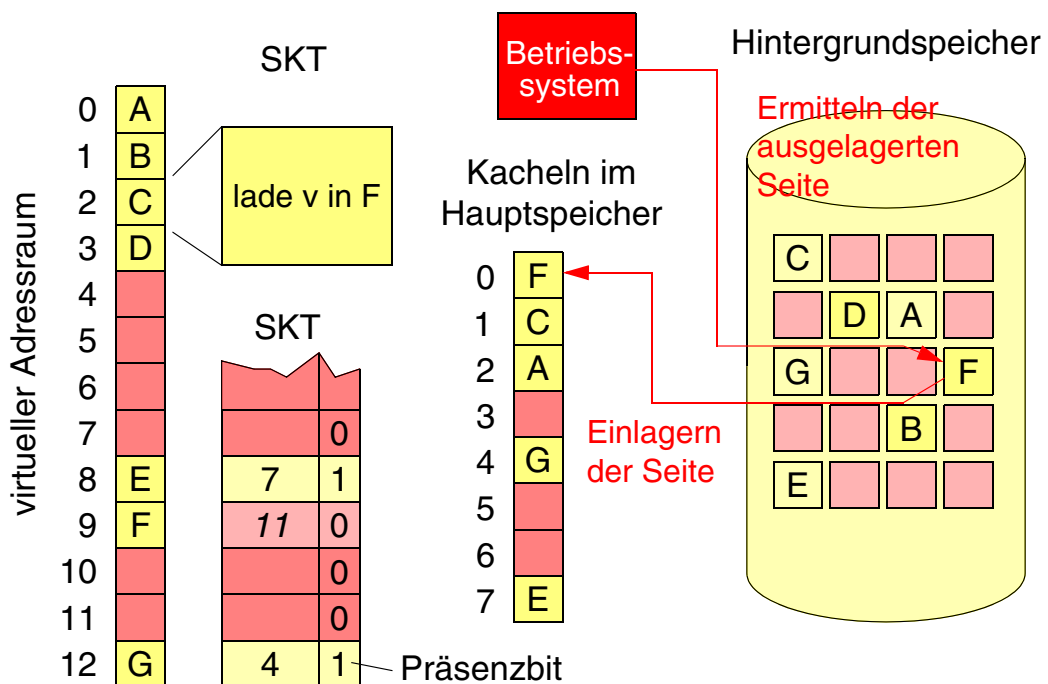 SKT
Betriebs-
system
Hintergrundspeicher
Ermitteln der
ausgelagerten
Seite
virtueller Adressraum
0 A
1 B
2 C
3 D
4
5
6
7
8 E
9 F
10
11
12 G
lade v in F
SKT
0
7 1
11 0
0
0
4 1
Präsenzbit
Kacheln im
Hauptspeicher
0 F
1 C
2 A
3
4 G
5
6
7 E
Einlagern
der Seite
C
D A
G F
B
E